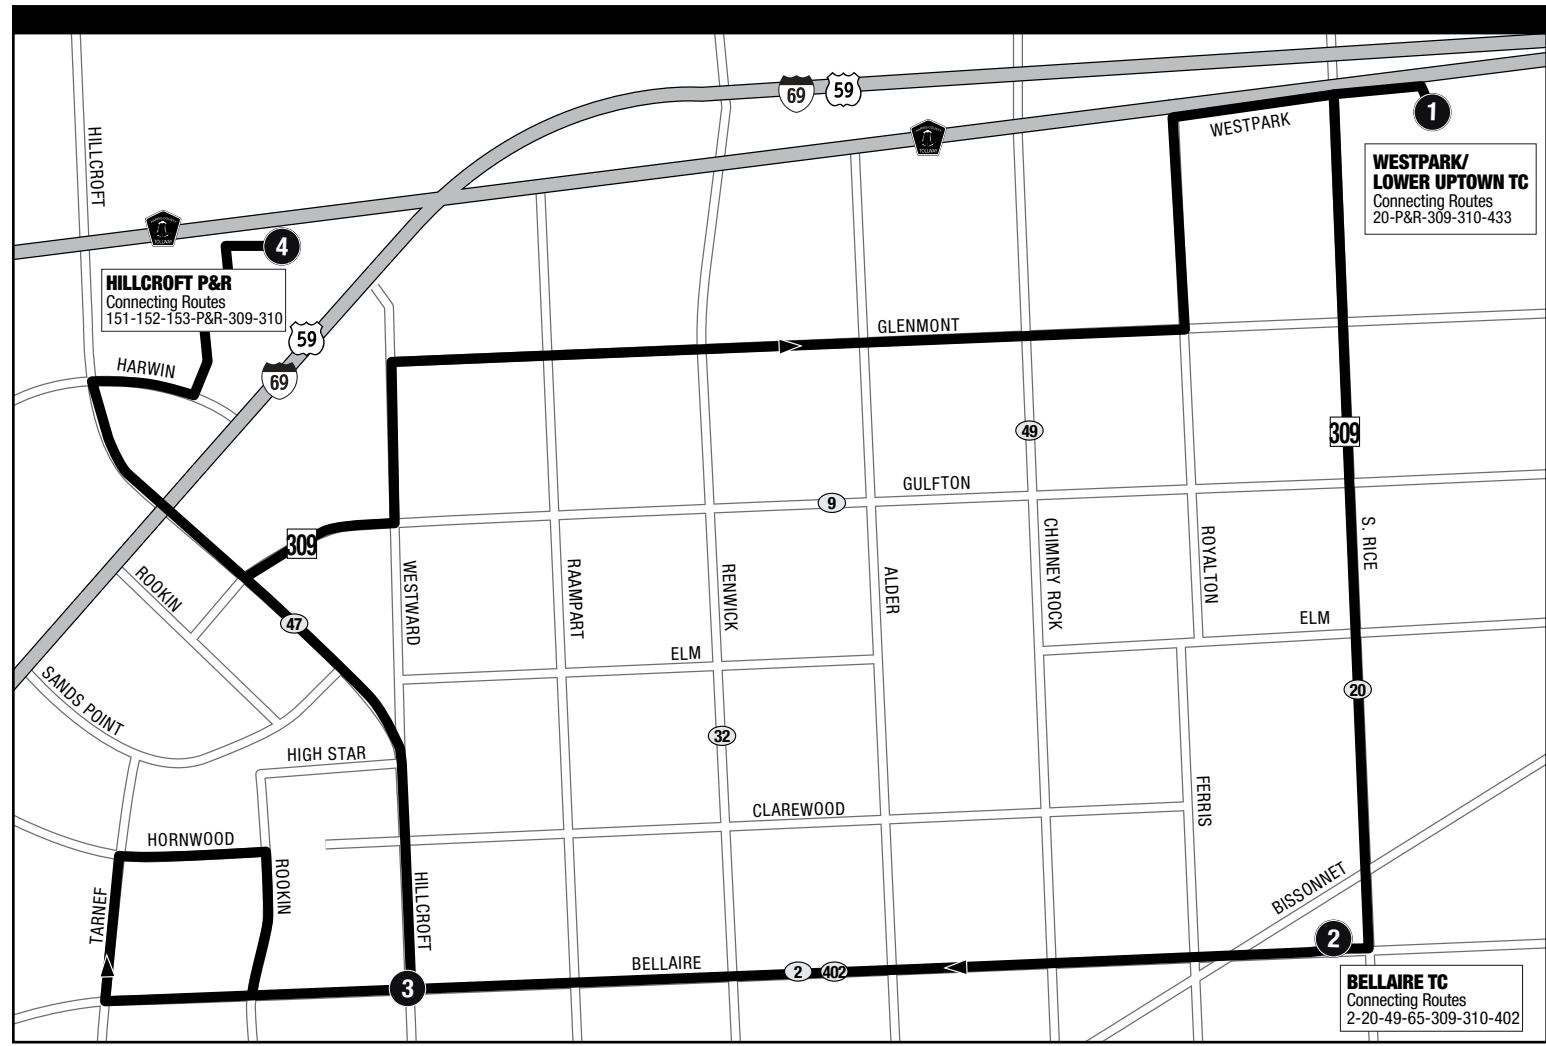 69
59
1
HILLCROFT
WESTPARK
WESTPARK/
LOWER UPTOWN TC
Connecting Routes
20-P&R-309-310-433
TOLLWAY
TOLLWAY
4
HILLCROFT P&R
Connecting Routes
151-152-153-P&R-309-310
59
69
HARWIN
GLENMONT
49
309
GULFTON
9
309
ROOKIN
47
WESTWARD
RAAMPART
RENWICK
ALDER
CHIMNEY ROCK
ROYALTON
S. RICE
ELM
ELM
20
SANDS POINT
32
HIGH STAR
FERRIS
CLAREWOOD
HORNWOOD
TARNEF
ROOKIN
HILLCROFT
BISSONNET
2
BELLAIRE
2
402
3
BELLAIRE TC
Connecting Routes
2-20-49-65-309-310-402